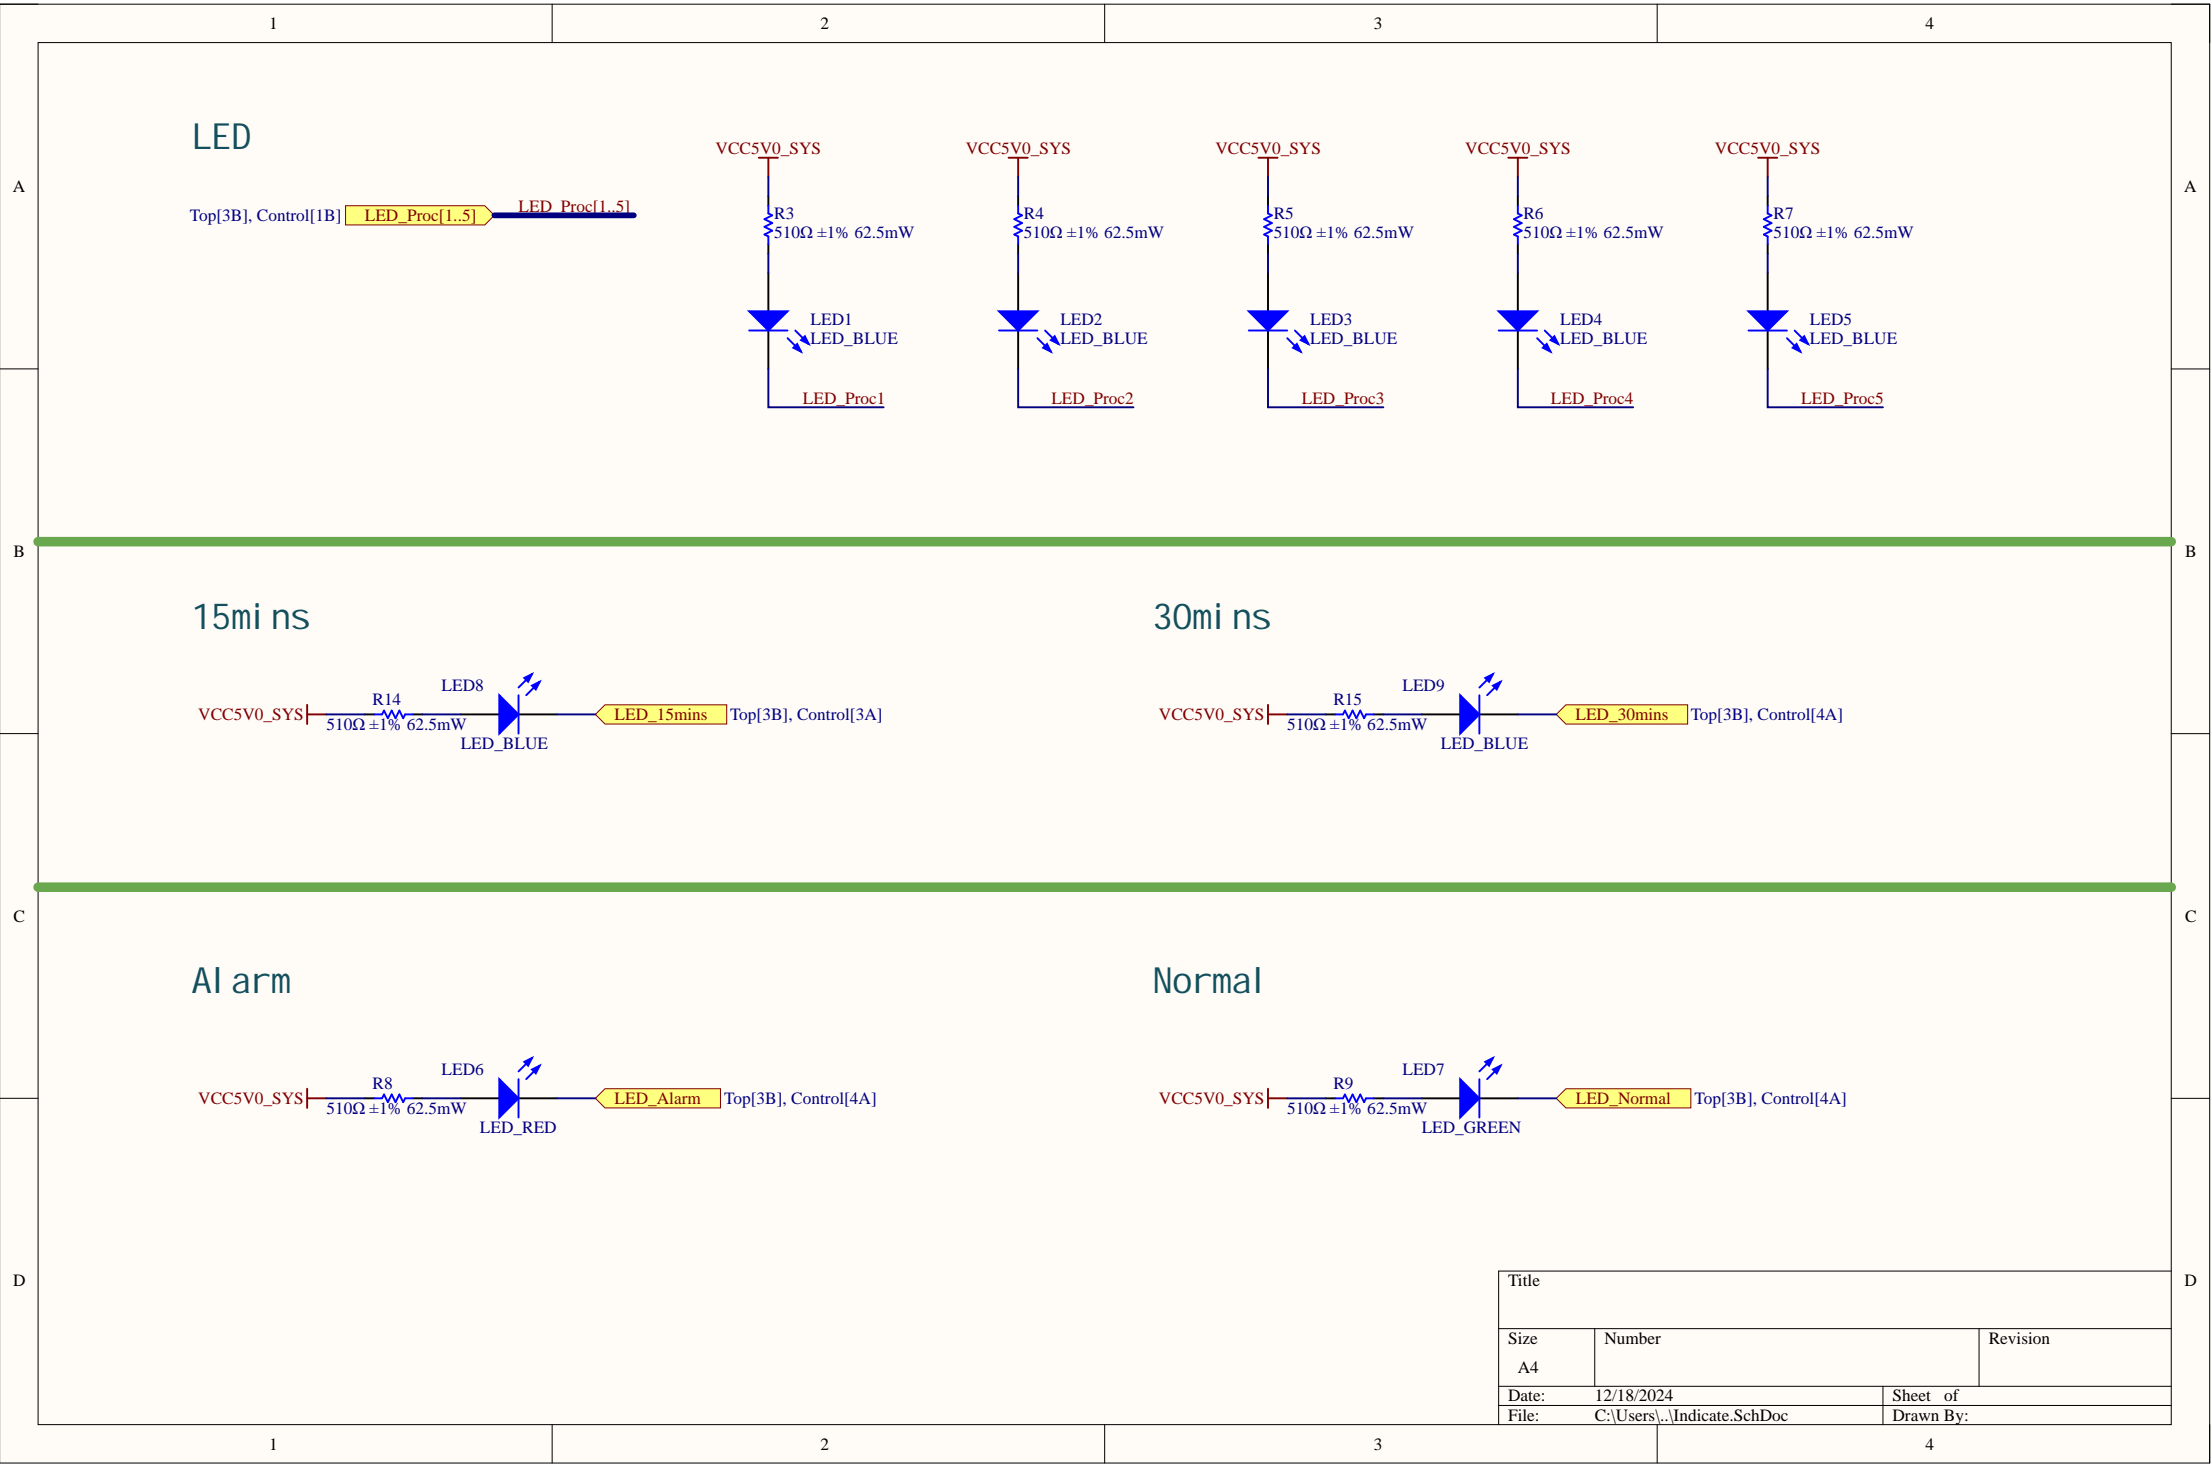 1 2 3 4
A A
LED
Top[3B], Control[1B] LED_Proc[1..5] LED_Proc[1..5]
VCC5V0_SYS VCC5V0_SYS VCC5V0_SYS VCC5V0_SYS VCC5V0_SYS
R3 R4 R5 R6 R7
510Ω ±1% 62.5mW 510Ω ±1% 62.5mW 510Ω ±1% 62.5mW 510Ω ±1% 62.5mW 510Ω ±1% 62.5mW
LED1 LED2 LED3 LED4 LED5
LED_BLUE LED_BLUE LED_BLUE LED_BLUE LED_BLUE
LED_Proc1 LED_Proc2 LED_Proc3 LED_Proc4 LED_Proc5
B B
15mins
LED8
R14
VCC5V0_SYS LED_15mins Top[3B], Control[3A]
510Ω ±1% 62.5mW
LED_BLUE
30mins
LED9
R15
VCC5V0_SYS LED_30mins Top[3B], Control[4A]
510Ω ±1% 62.5mW
LED_BLUE
C C
Alarm
LED6
R8
VCC5V0_SYS LED_Alarm Top[3B], Control[4A]
510Ω ±1% 62.5mW
LED_RED
Normal
LED7
R9
VCC5V0_SYS LED_Normal Top[3B], Control[4A]
510Ω ±1% 62.5mW
LED_GREEN
D D
Title
Size Number Revision
A4
Date: 12/18/2024 Sheet of
File: C:\Users\..\Indicate.SchDoc Drawn By:
1 2 3 4